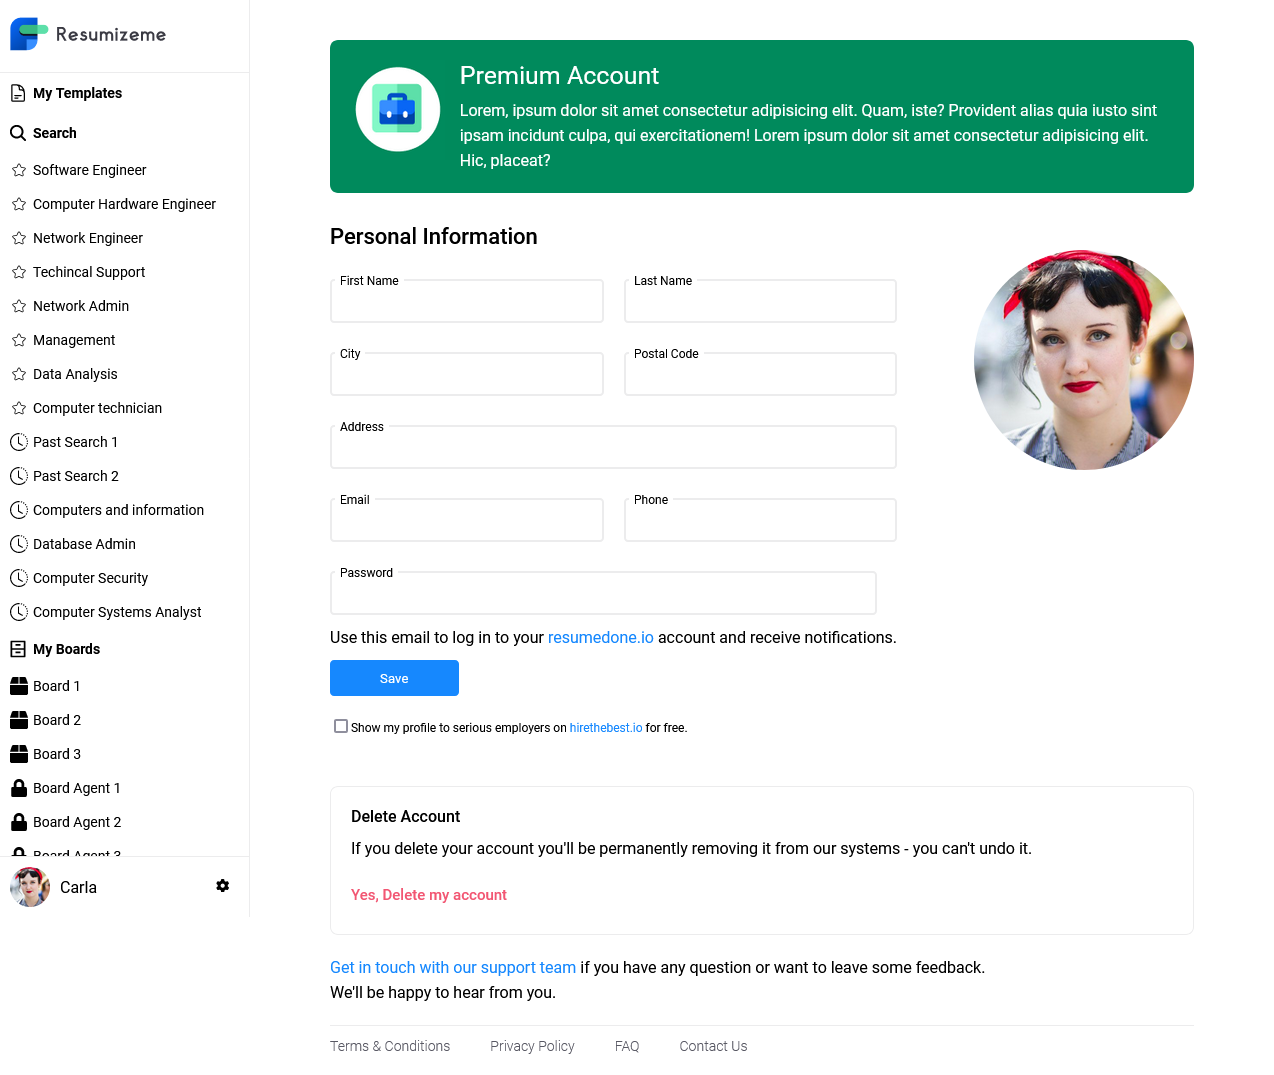 Resumizeme
My Templates
Search
Software Engineer
Computer Hardware Engineer
Network Engineer
Techincal Support
Network Admin
Management
Data Analysis
Computer technician
Past Search 1
Past Search 2
Computers and information
Database Admin
Computer Security
Computer Systems Analyst
My Boards
Board 1
Board 2
Board 3
Board Agent 1
Board Agent 2
Board Agent 3
Carla
Premium Account
Lorem, ipsum dolor sit amet consectetur adipisicing elit. Quam, iste? Provident alias quia iusto sint
ipsam incidunt culpa, qui exercitationem! Lorem ipsum dolor sit amet consectetur adipisicing elit.
Hic, placeat?
Personal Information
First Name
Last Name
City
Postal Code
Address
Email
Phone
Password
Use this email to log in to your resumedone.io account and receive notifications.
Save
Show my profile to serious employers on hirethebest.io for free.
Delete Account
If you delete your account you'll be permanently removing it from our systems - you can't undo it.
Yes, Delete my account
Get in touch with our support team if you have any question or want to leave some feedback.
We'll be happy to hear from you.
Terms & Conditions
Privacy Policy
FAQ
Contact Us